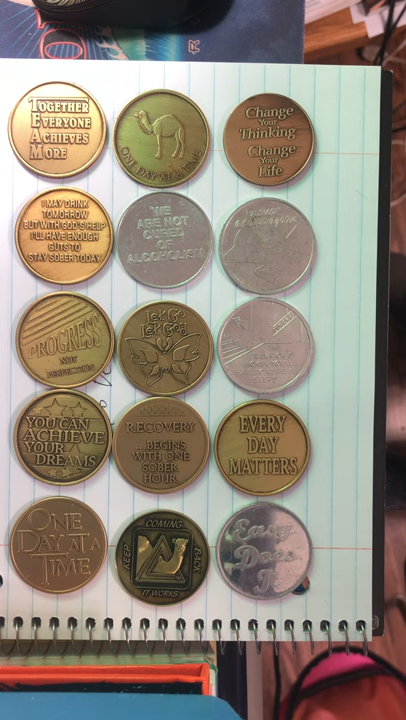 TOGETHER
EVERYONE
ACHIEVES
MORE
ONE DAY AT A TIME
Change
Your
Thinking
Change
Your
Life
I MAY DRINK
TOMORROW
BUT WITH GOD'S HELP
I'LL HAVE ENOUGH
GUTS TO
STAY SOBER TODAY
WE
ARE NOT
CURED
OF
ALCOHOLISM
PROGRESS
NOT
PERFECTION
Let Go
Let God
YOU CAN
ACHIEVE
YOUR
DREAMS
RECOVERY
BEGINS
WITH ONE
SOBER
HOUR
EVERY
DAY
MATTERS
ONE
DAY AT A
TIME
KEEP
COMING
BACK
IT WORKS
Easy
Does
It